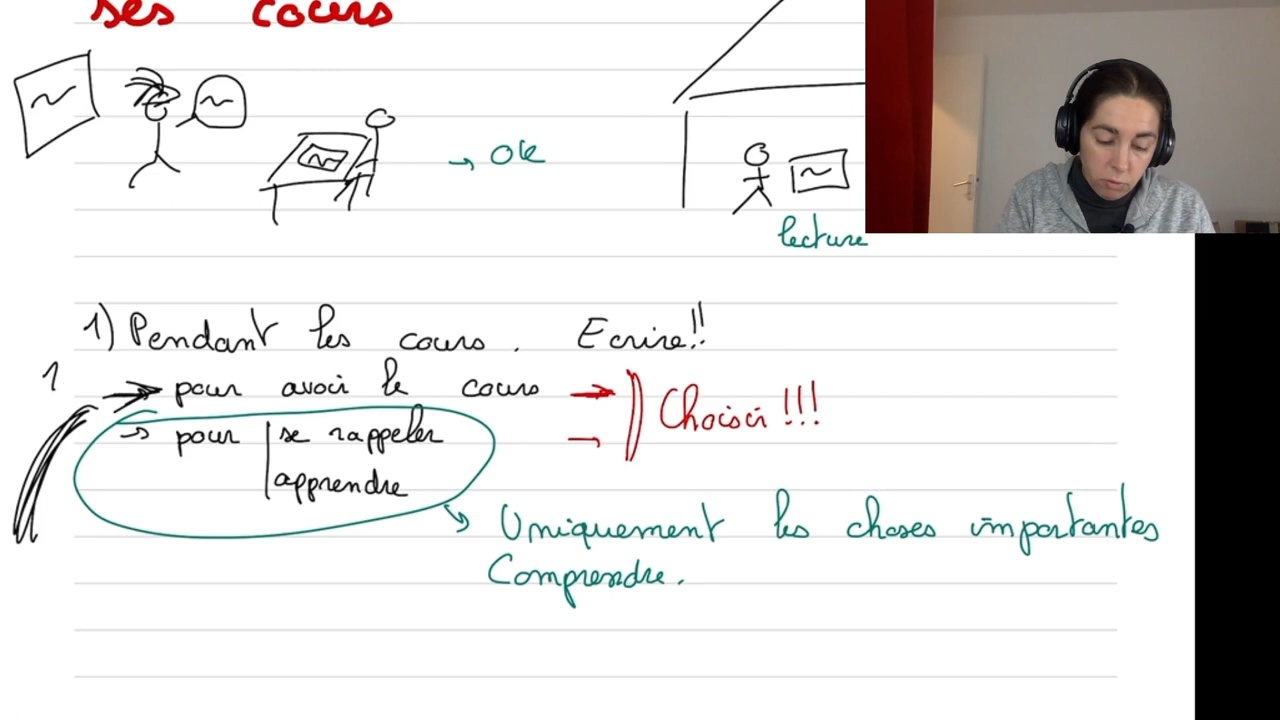 ses cours
→ OK
lecture
1) Pendant les cours. Ecrire!!
1
→ pour avoir le cours → Choisir !!!
→ pour se rappeler →
apprendre
↳ Uniquement les choses importantes
Comprendre.